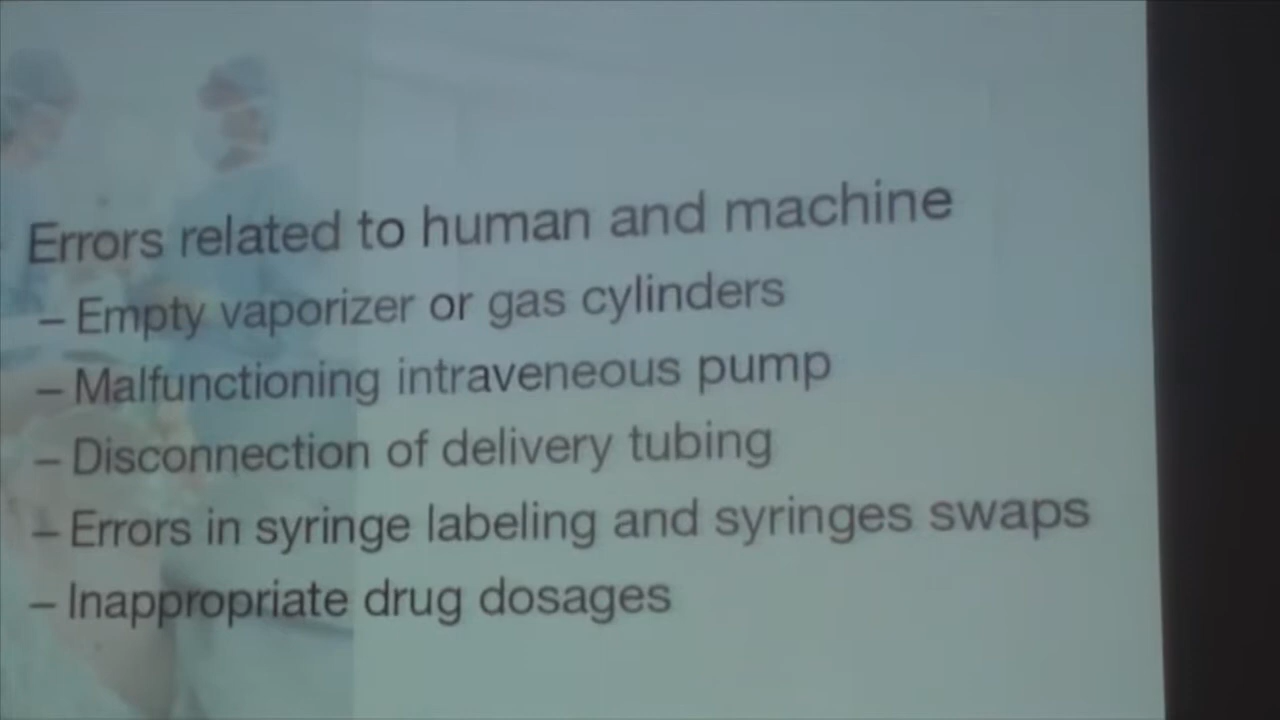 Errors related to human and machine
– Empty vaporizer or gas cylinders
– Malfunctioning intraveneous pump
– Disconnection of delivery tubing
– Errors in syringe labeling and syringes swaps
– Inappropriate drug dosages